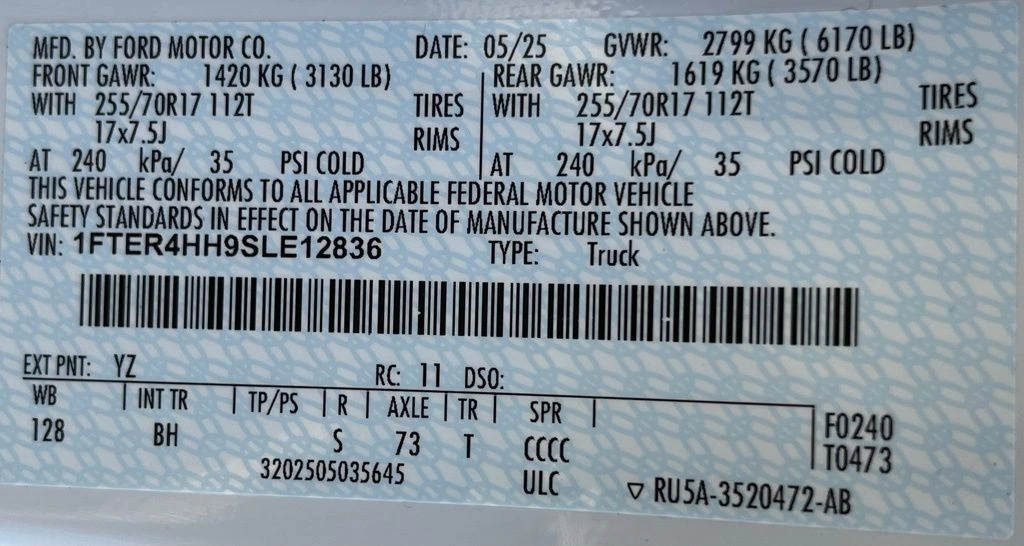 MFD. BY FORD MOTOR CO. DATE: 05/25 GVWR: 2799 KG ( 6170 LB)
FRONT GAWR: 1420 KG ( 3130 LB) REAR GAWR: 1619 KG ( 3570 LB)
WITH 255/70R17 112T TIRES WITH 255/70R17 112T TIRES
17x7.5J RIMS 17x7.5J RIMS
AT 240 kPa/ 35 PSI COLD AT 240 kPa/ 35 PSI COLD
THIS VEHICLE CONFORMS TO ALL APPLICABLE FEDERAL MOTOR VEHICLE
SAFETY STANDARDS IN EFFECT ON THE DATE OF MANUFACTURE SHOWN ABOVE.
VIN: 1FTER4HH9SLE12836 TYPE: Truck
EXT PNT: YZ RC: 11 DSO:
WB INT TR TP/PS R AXLE TR SPR F0240
128 BH S 73 T CCCC T0473
3202505035645 ULC ▽ RU5A-3520472-AB